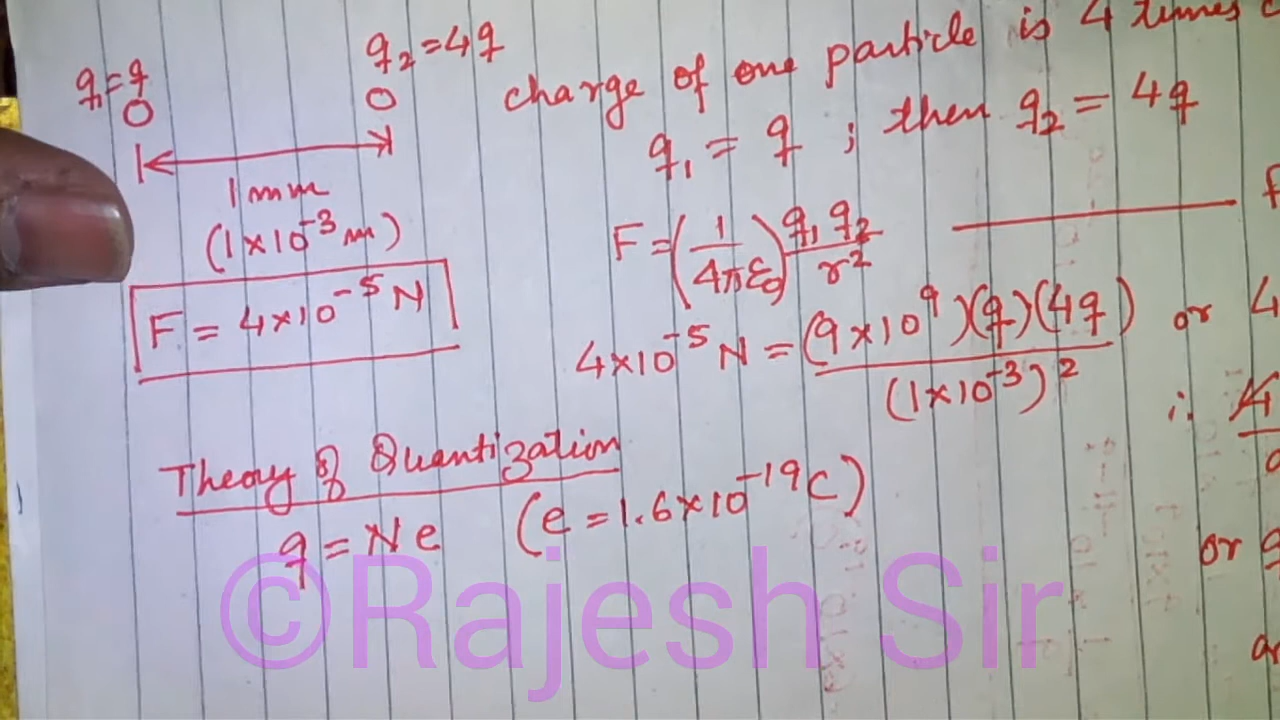 q₁=q
q₂=4q
1mm
(1×10⁻³m)
F = 4×10⁻⁵ N
charge of one particle is 4 times
q₁ = q ; then q₂ = 4q
F = (1/4πε₀) q₁q₂/r²
4×10⁻⁵ N = (9×10⁹)(q)(4q)/(1×10⁻³)² or 4
Theory of Quantization
q = Ne (e = 1.6×10⁻¹⁹C)
or
©Rajesh Sir